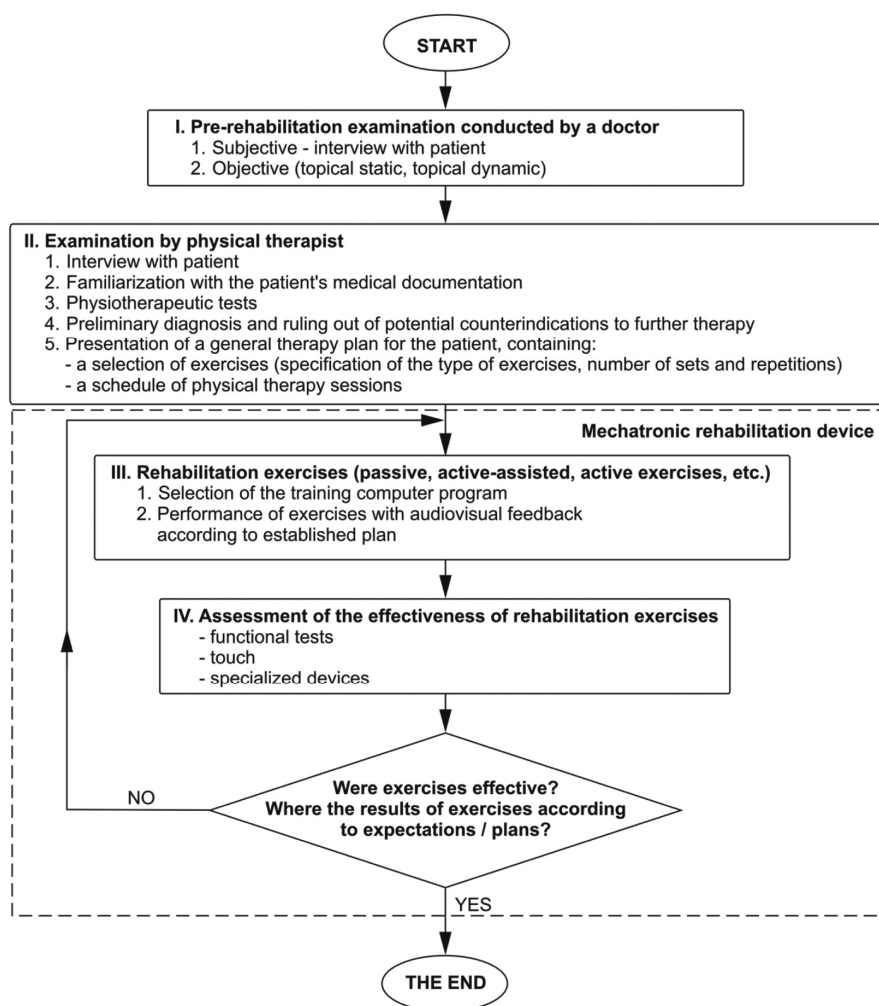 START
I. Pre-rehabilitation examination conducted by a doctor
1. Subjective - interview with patient
2. Objective (topical static, topical dynamic)
II. Examination by physical therapist
1. Interview with patient
2. Familiarization with the patient's medical documentation
3. Physiotherapeutic tests
4. Preliminary diagnosis and ruling out of potential counterindications to further therapy
5. Presentation of a general therapy plan for the patient, containing:
- a selection of exercises (specification of the type of exercises, number of sets and repetitions)
- a schedule of physical therapy sessions
Mechatronic rehabilitation device
III. Rehabilitation exercises (passive, active-assisted, active exercises, etc.)
1. Selection of the training computer program
2. Performance of exercises with audiovisual feedback
according to established plan
IV. Assessment of the effectiveness of rehabilitation exercises
- functional tests
- touch
- specialized devices
Were exercises effective?
Where the results of exercises according
to expectations / plans?
NO
YES
THE END